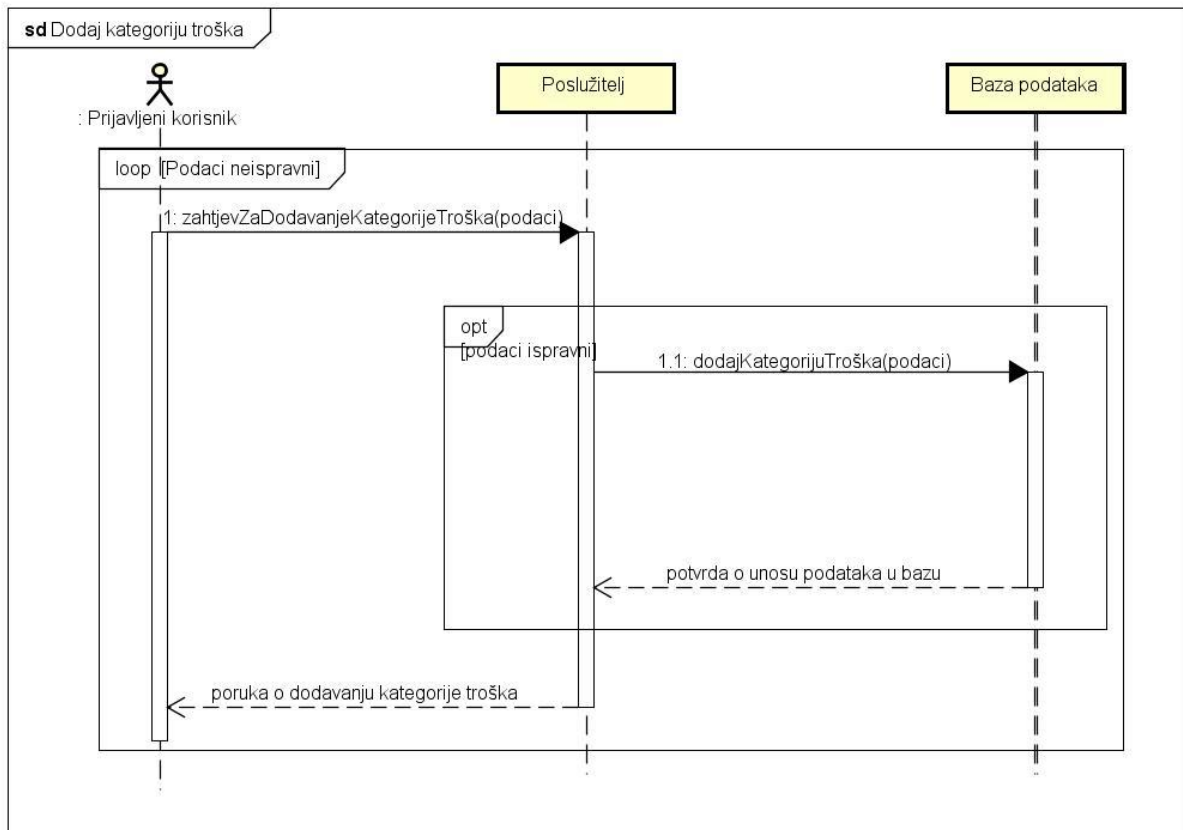 sd Dodaj kategoriju troška
: Prijavljeni korisnik
Poslužitelj
Baza podataka
loop [Podaci neispravni]
1: zahtjevZaDodavanjeKategorijeTroška(podaci)
opt
[podaci ispravni]
1.1: dodajKategorijuTroška(podaci)
potvrda o unosu podataka u bazu
poruka o dodavanju kategorije troška